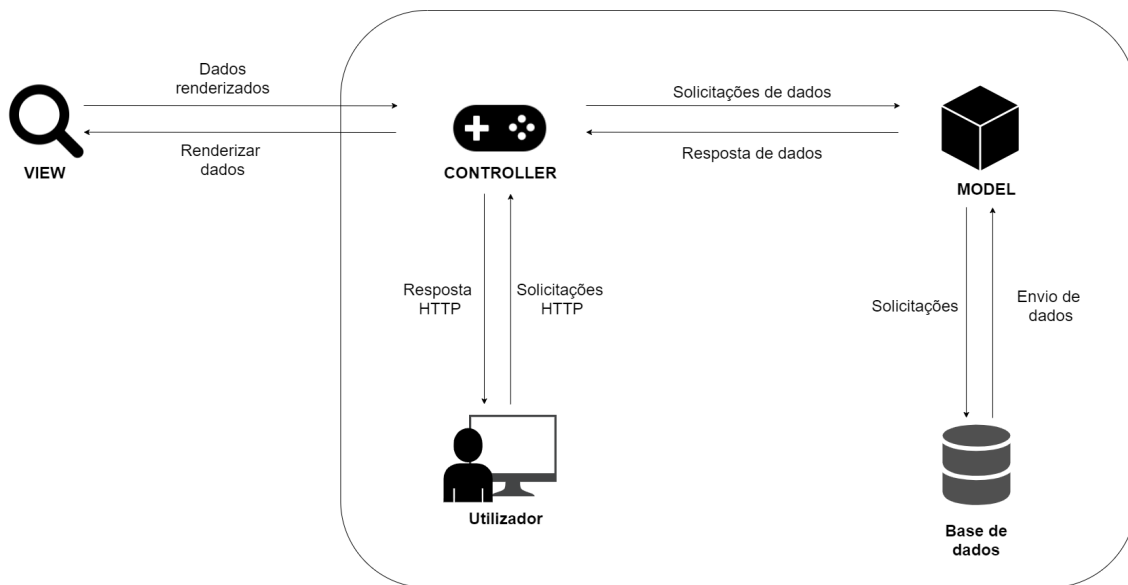 Dados
renderizados
Solicitações de dados
Renderizar
dados
Resposta de dados
VIEW
CONTROLLER
MODEL
Resposta
HTTP
Solicitações
HTTP
Solicitações
Envio de
dados
Utilizador
Base de
dados